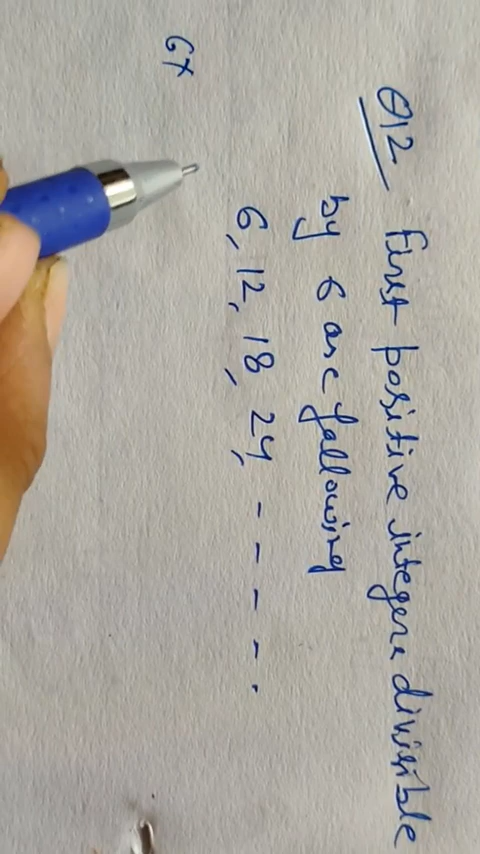 Q12 First positive integers divisible
by 6 are following
6, 12, 18, 24, - - - - .
6x